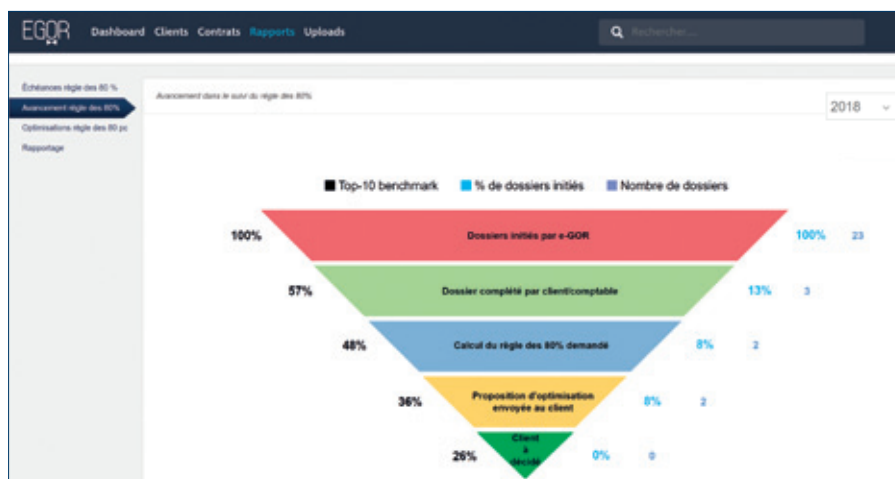 EGOR
Dashboard Clients Contrats Rapports Uploads
Rechercher...
Échéances règle des 80 %
Avancement règle des 80%
Optimisations règle des 80 pc
Rapportage
Avancement dans le suivi du règle des 80%
2018
Top-10 benchmark % de dossiers initiés Nombre de dossiers
100% Dossiers initiés par e-GOR 100% 23
57% Dossier complété par client/comptable 13% 3
48% Calcul du règle des 80% demandé 8% 2
36% Proposition d'optimisation
envoyée au client 8% 2
Client
à
26% décidé 0% 0